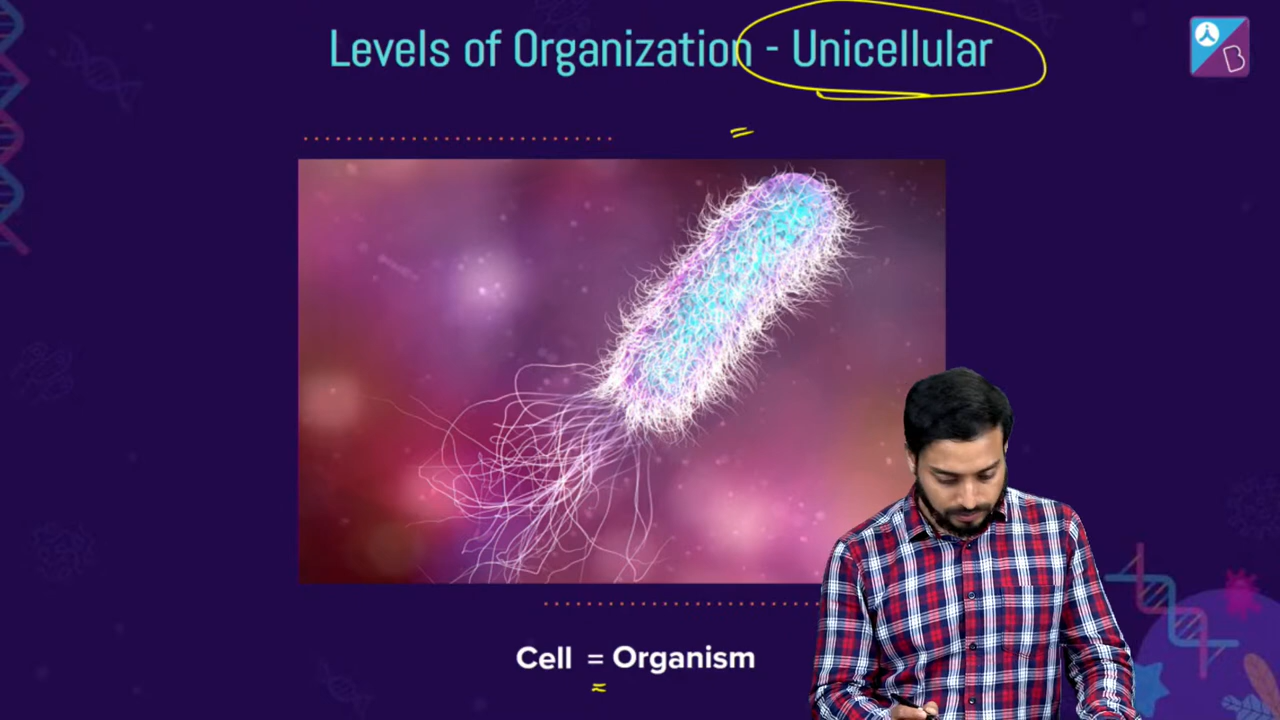 Levels of Organization - Unicellular
Cell = Organism